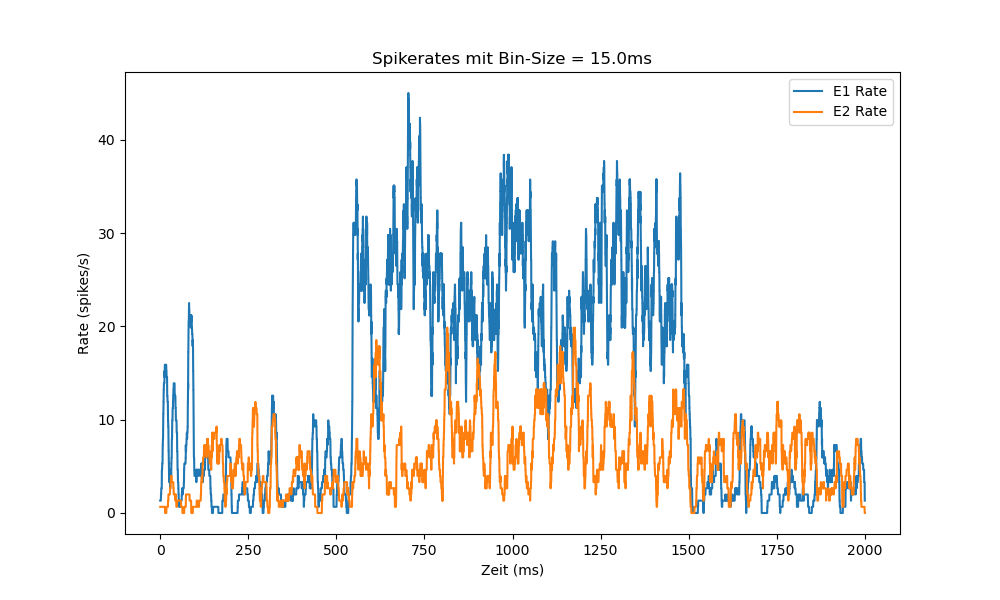 Spikerates mit Bin-Size = 15.0ms
E1 Rate
E2 Rate
40
30
20
10
0
Rate (spikes/s)
0 250 500 750 1000 1250 1500 1750 2000
Zeit (ms)